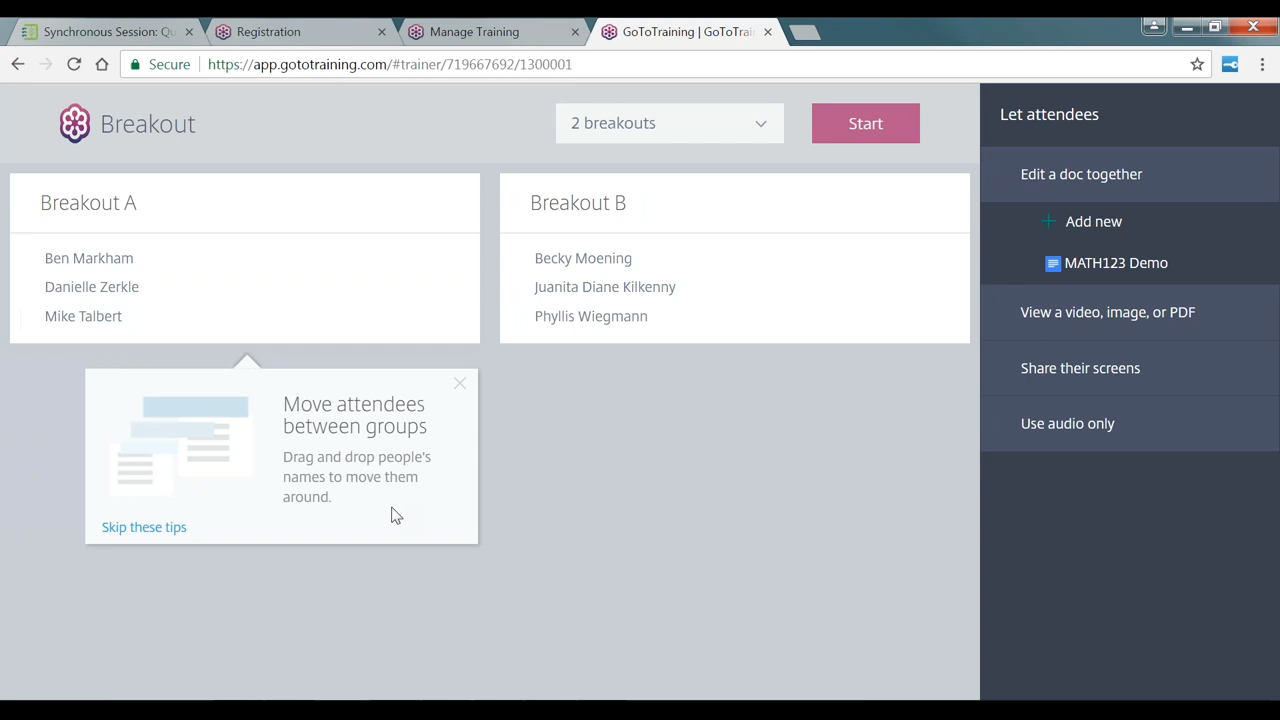 Synchronous Session: Qu
Registration
Manage Training
GoToTraining | GoToTrain
Secure
https://app.gototraining.com/#trainer/719667692/1300001
Breakout
2 breakouts
Start
Let attendees
Edit a doc together
Add new
MATH123 Demo
View a video, image, or PDF
Share their screens
Use audio only
Breakout A
Ben Markham
Danielle Zerkle
Mike Talbert
Breakout B
Becky Moening
Juanita Diane Kilkenny
Phyllis Wiegmann
Move attendees
between groups
Drag and drop people's
names to move them
around.
Skip these tips